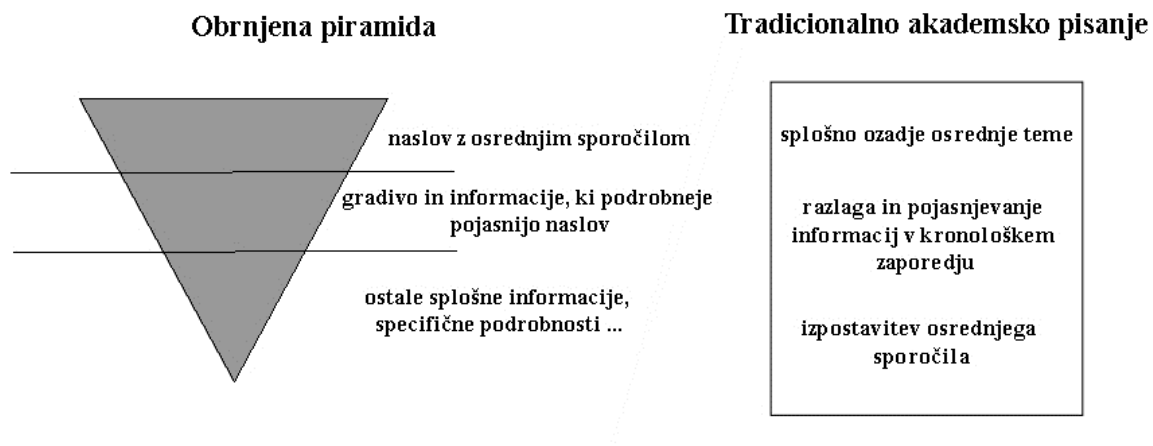 Obrnjena piramida
naslov z osrednjim sporočilom
gradivo in informacije, ki podrobneje
pojasnijo naslov
ostale splošne informacije,
specifične podrobnosti ...
Tradicionalno akademsko pisanje
splošno ozadje osrednje teme
razlaga in pojasnjevanje
informacij v kronološkem
zaporedju
izpostavitev osrednjega
sporočila